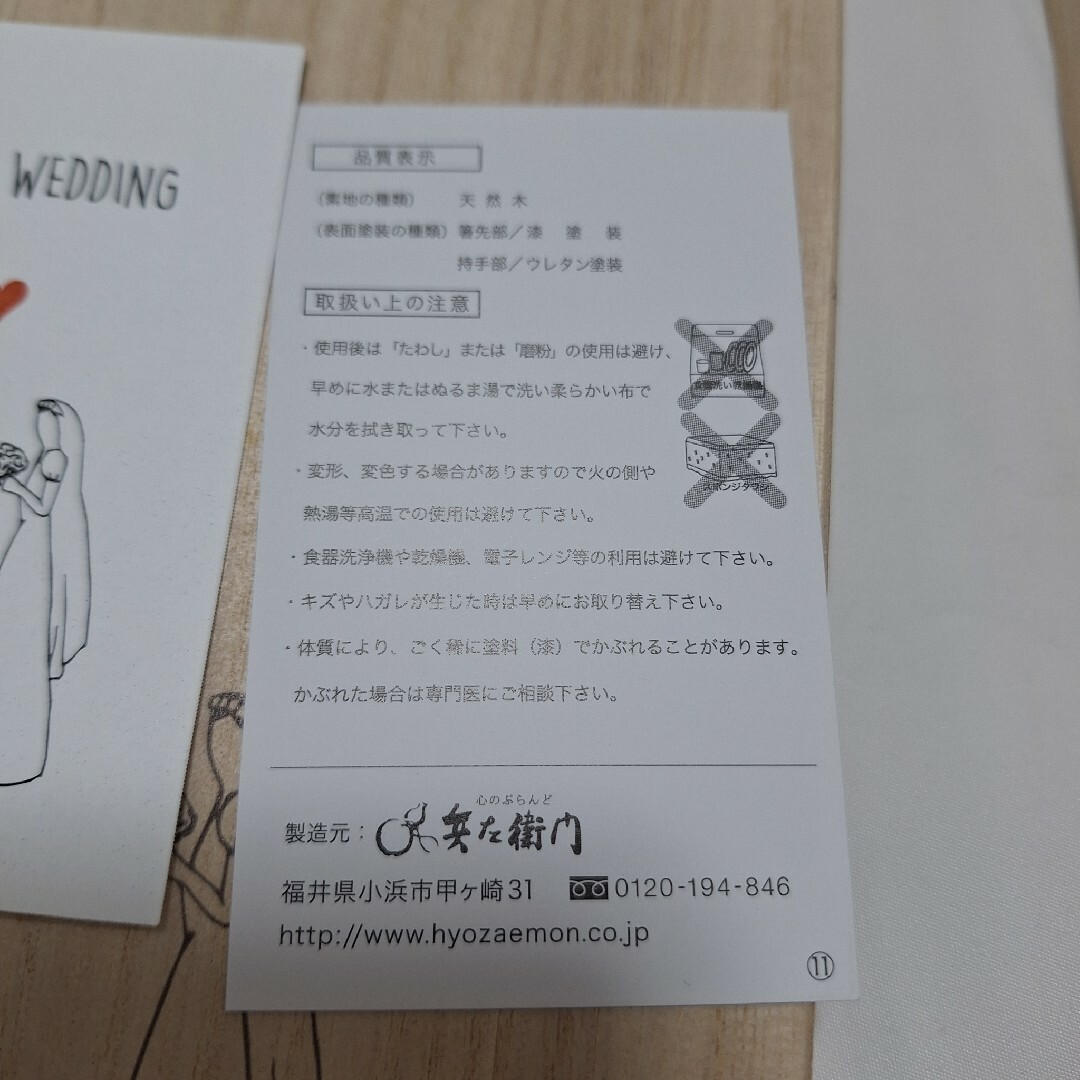 WEDDING
品質表示
(素地の種類) 天然木
(表面塗装の種類) 箸先部/漆塗装
持手部/ウレタン塗装
取扱い上の注意
・使用後は「たわし」または「磨粉」の使用は避け、
早めに水またはぬるま湯で洗い柔らかい布で
水分を拭き取って下さい。
・変形、変色する場合がありますので火の側や
熱湯等高温での使用は避けて下さい。
・食器洗浄機や乾燥機、電子レンジ等の利用は避けて下さい。
・キズやハガレが生じた時は早めにお取り替え下さい。
・体質により、ごく稀に塗料(漆)でかぶれることがあります。
かぶれた場合は専門医にご相談下さい。
スポンジタワシ
心のぶらんど
製造元: 兵左衛門
福井県小浜市甲ヶ崎31 0120-194-846
http://www.hyozaemon.co.jp
⑪